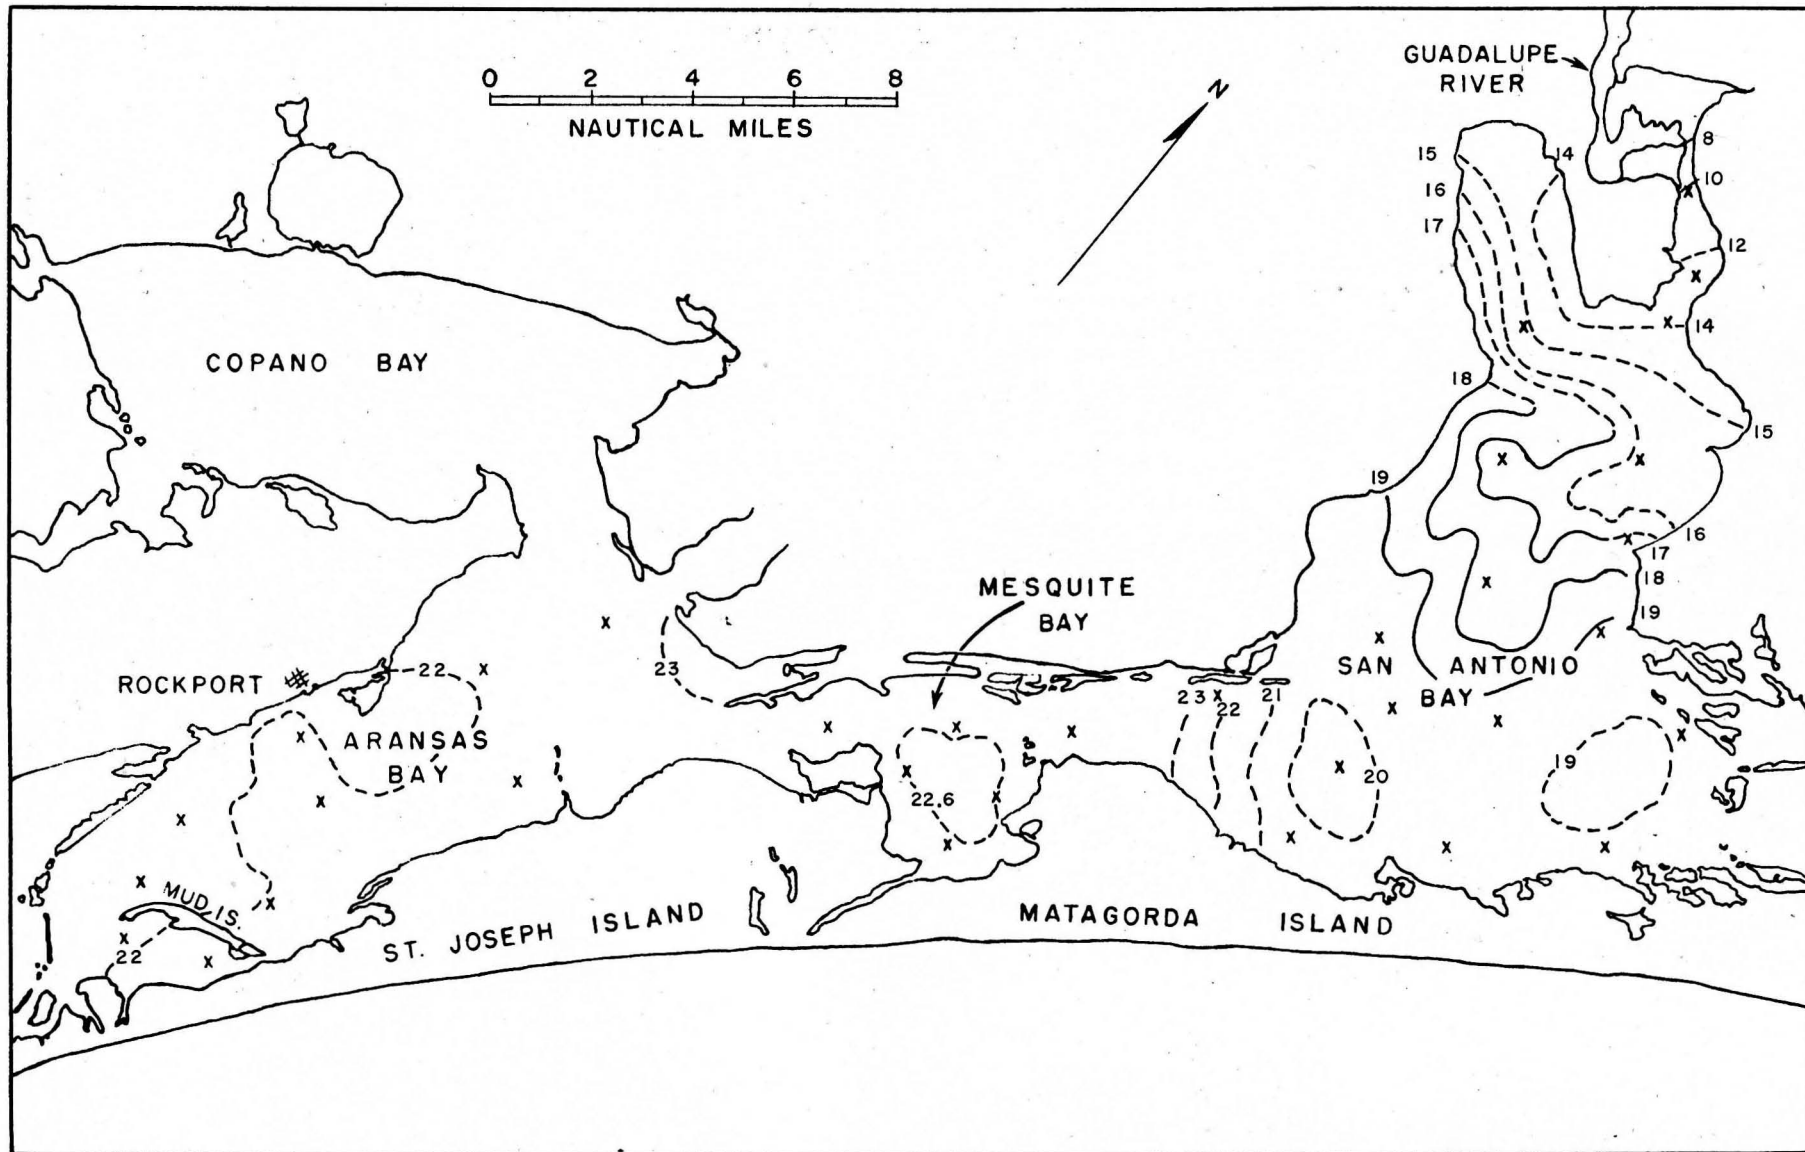 0 2 4 6 8
NAUTICAL MILES
N
GUADALUPE
RIVER
8
10
12
14
14
15
16
17
18
15
19
16
17
18
19
COPANO BAY
MESQUITE
BAY
ROCKPORT
22
23
ARANSAS
BAY
SAN ANTONIO
BAY
23
22
21
20
19
22.6
MUD IS.
22
ST. JOSEPH ISLAND
MATAGORDA ISLAND